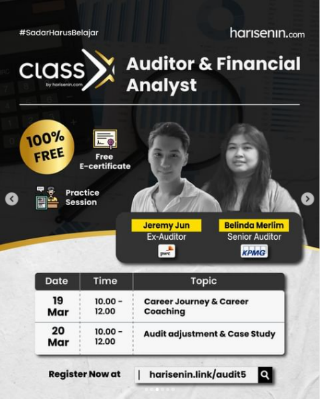 #SadarHarusBelajar
harisenin.com
class X
by harisenin.com
Auditor & Financial
Analyst
100%
FREE
Free
E-certificate
Practice
Session
Jeremy Jun
Ex-Auditor
pwc
Belinda Merlim
Senior Auditor
KPMG
Date Time Topic
19 Mar
10.00 - 12.00
Career Journey & Career Coaching
20 Mar
10.00 - 12.00
Audit adjustment & Case Study
Register Now at
harisenin.link/audit5